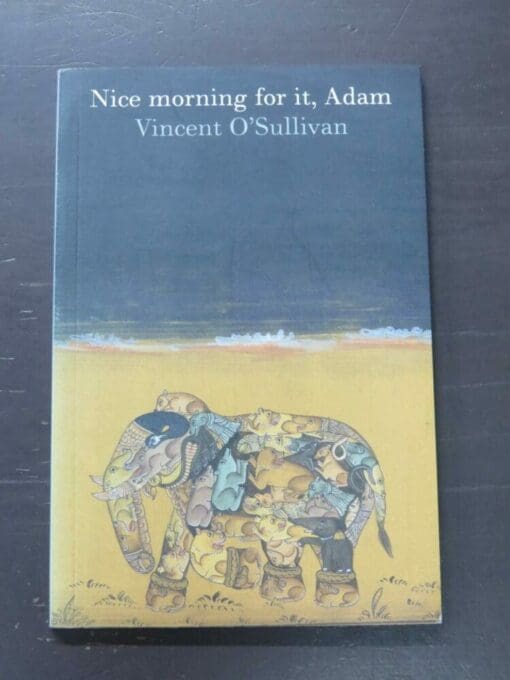 Nice morning for it, Adam
Vincent O’Sullivan